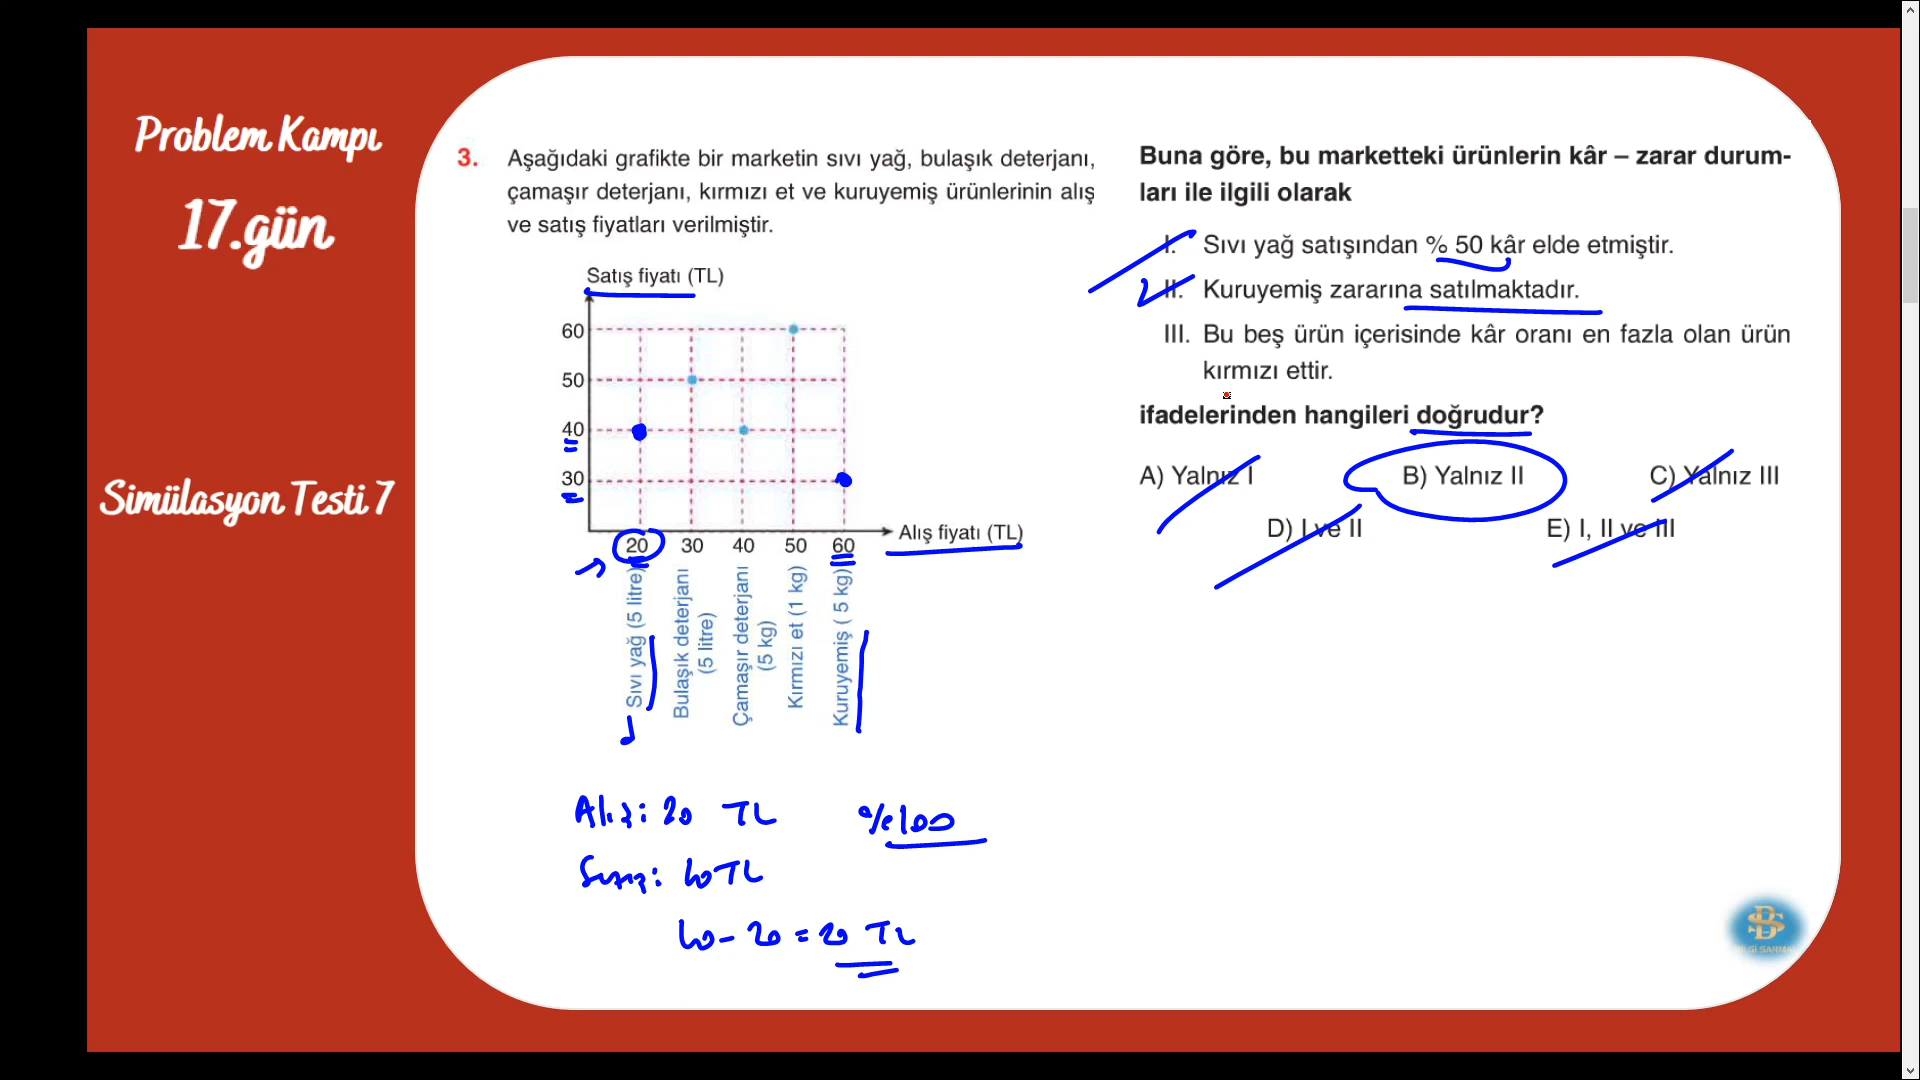 Problem Kampı
17.gün
Simülasyon Testi 7
3. Aşağıdaki grafikte bir marketin sıvı yağ, bulaşık deterjanı,
çamaşır deterjanı, kırmızı et ve kuruyemiş ürünlerinin alış
ve satış fiyatları verilmiştir.
Satış fiyatı (TL)
60
50
40
30
20 30 40 50 60
Alış fiyatı (TL)
Sıvı yağ (5 litre)
Bulaşık deterjanı
(5 litre)
Çamaşır deterjanı
(5 kg)
Kırmızı et (1 kg)
Kuruyemiş ( 5 kg)
Alış: 20 TL %100
Satış: 40 TL
40 - 20 = 20 TL
Buna göre, bu marketteki ürünlerin kâr – zarar durum-
ları ile ilgili olarak
I. Sıvı yağ satışından % 50 kâr elde etmiştir.
II. Kuruyemiş zararına satılmaktadır.
III. Bu beş ürün içerisinde kâr oranı en fazla olan ürün
kırmızı ettir.
ifadelerinden hangileri doğrudur?
A) Yalnız I B) Yalnız II C) Yalnız III
D) I ve II E) I, II ve III